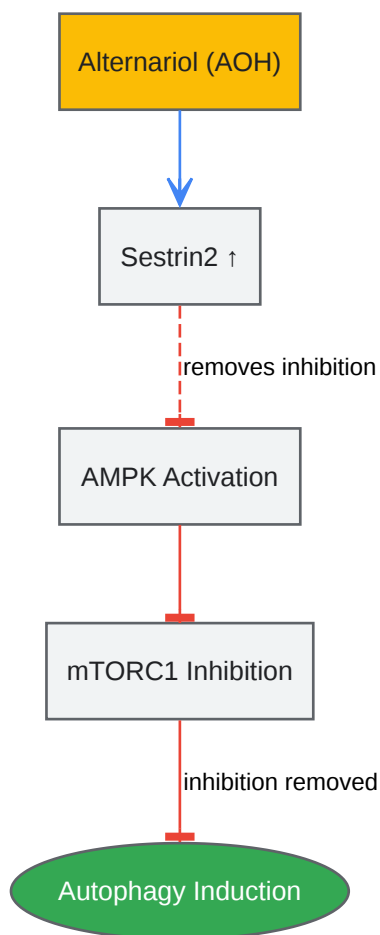 Alternariol (AOH)
Sestrin2 ↑
removes inhibition
AMPK Activation
mTORC1 Inhibition
inhibition removed
Autophagy Induction